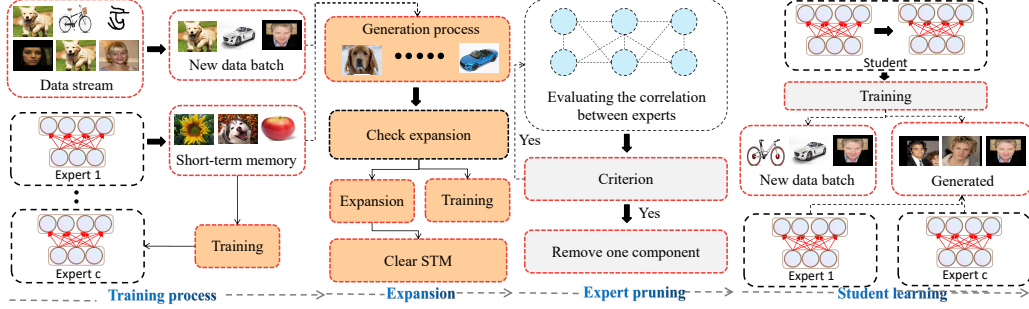 Data stream
New data batch
Expert 1
Short-term memory
Expert c
Training
Training process
Generation process
Check expansion
Expansion
Training
Clear STM
Expansion
Evaluating the correlation
between experts
Yes
Criterion
Yes
Remove one component
Expert pruning
Student
Training
New data batch
Generated
Expert 1
Expert c
Student learning